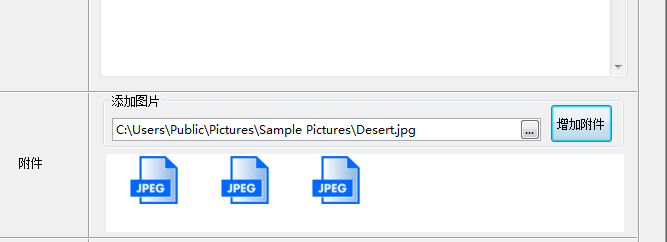 添加图片
C:\Users\Public\Pictures\Sample Pictures\Desert.jpg
...
增加附件
附件
JPEG
JPEG
JPEG